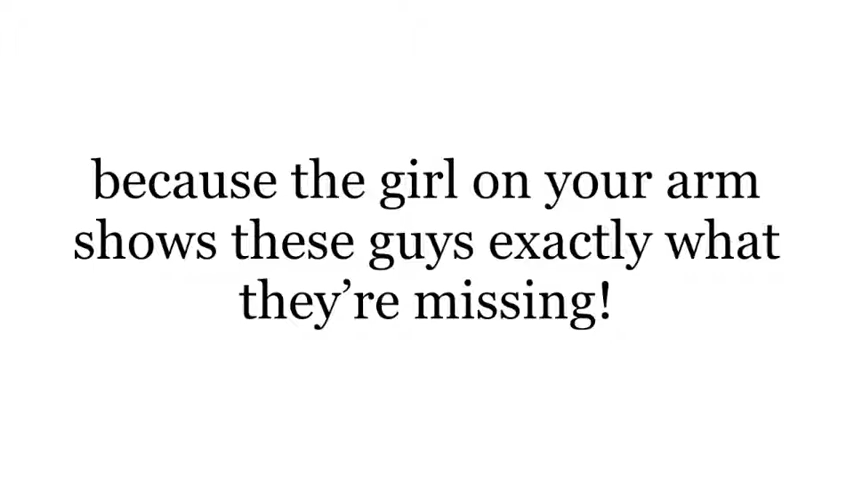 because the girl on your arm
shows these guys exactly what
they’re missing!